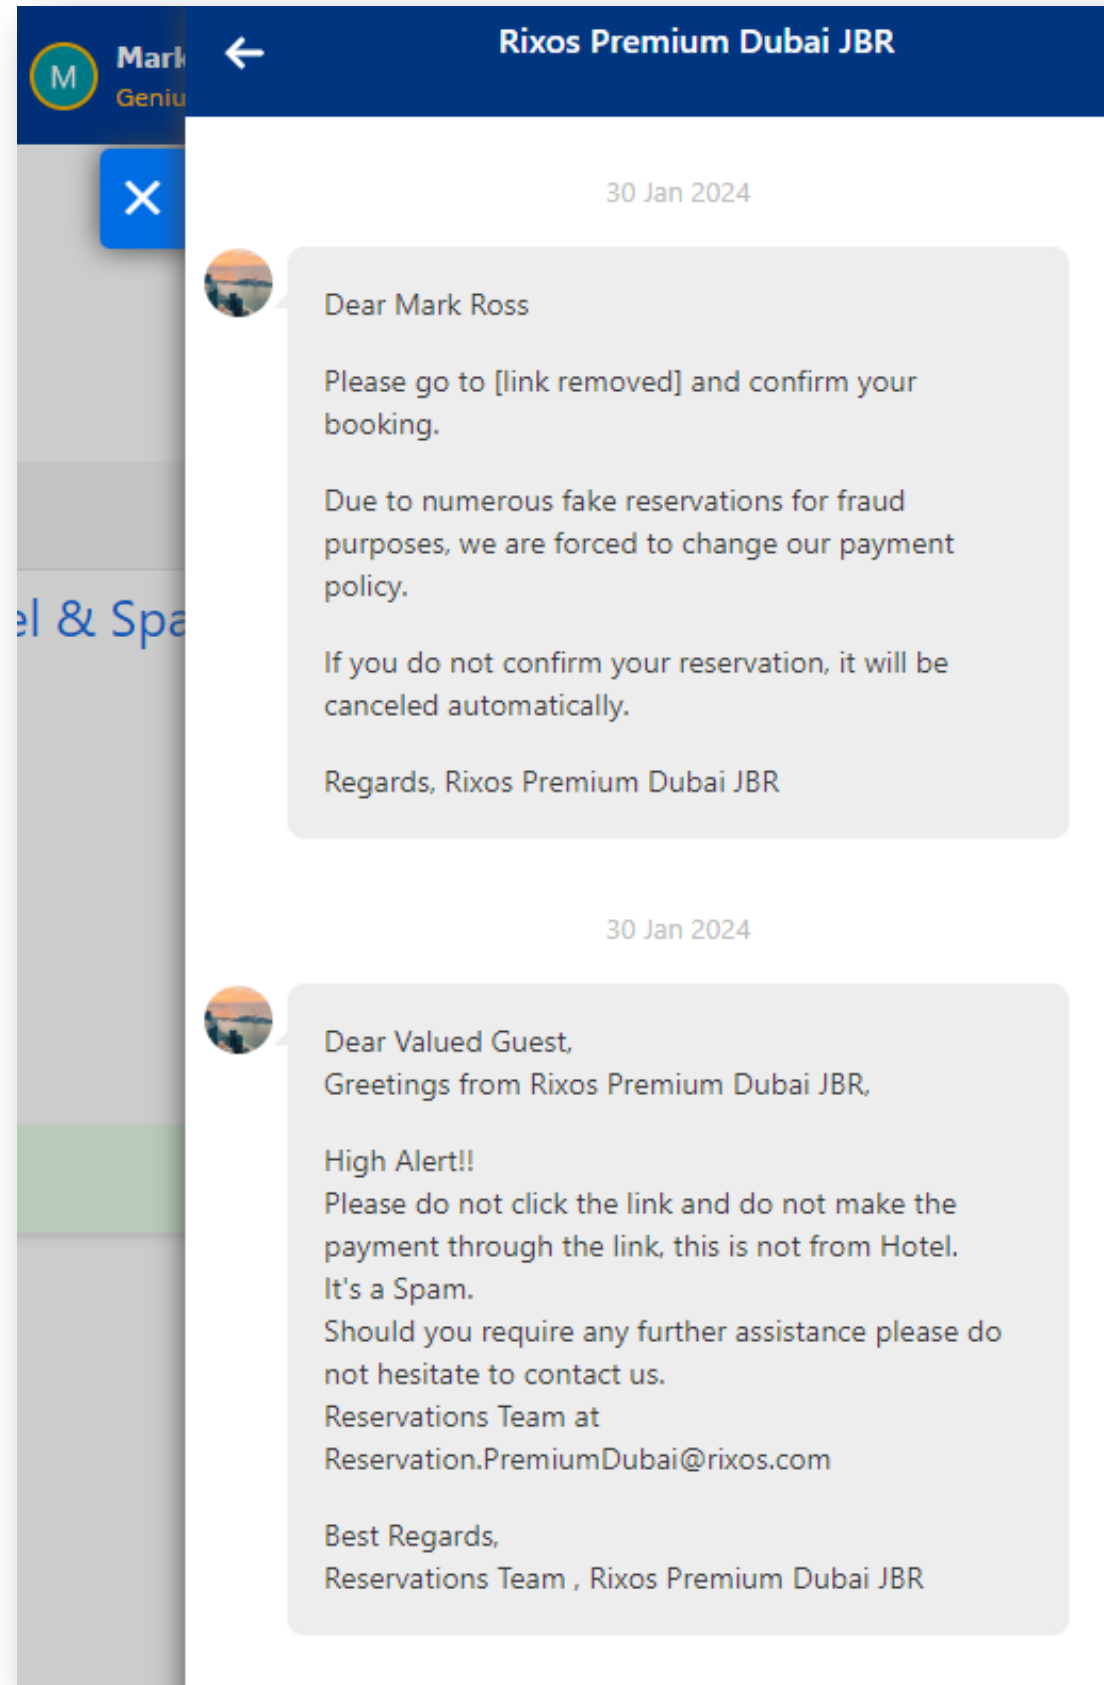 M
Mark
Geniu
Rixos Premium Dubai JBR
30 Jan 2024
Dear Mark Ross
Please go to [link removed] and confirm your
booking.
Due to numerous fake reservations for fraud
purposes, we are forced to change our payment
policy.
If you do not confirm your reservation, it will be
canceled automatically.
Regards, Rixos Premium Dubai JBR
el & Spa
30 Jan 2024
Dear Valued Guest,
Greetings from Rixos Premium Dubai JBR,
High Alert!!
Please do not click the link and do not make the
payment through the link, this is not from Hotel.
It's a Spam.
Should you require any further assistance please do
not hesitate to contact us.
Reservations Team at
Reservation.PremiumDubai@rixos.com
Best Regards,
Reservations Team , Rixos Premium Dubai JBR